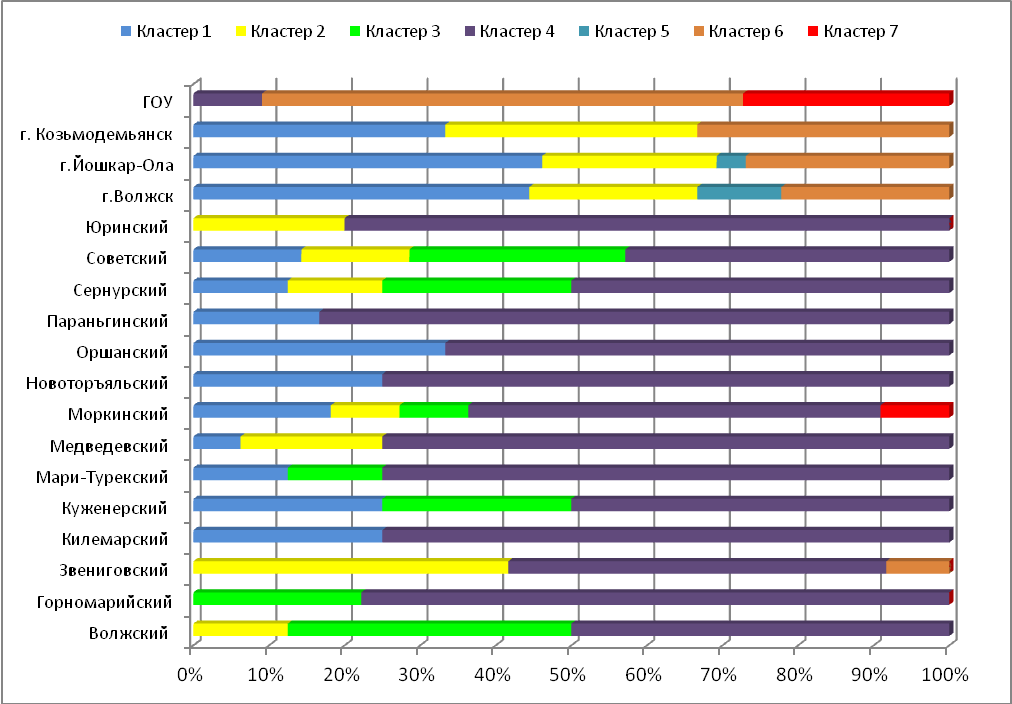 Кластер 1 Кластер 2 Кластер 3 Кластер 4 Кластер 5 Кластер 6 Кластер 7
ГОУ
г. Козьмодемьянск
г.Йошкар-Ола
г.Волжск
Юринский
Советский
Сернурский
Параньгинский
Оршанский
Новоторъяльский
Моркинский
Медведевский
Мари-Турекский
Куженерский
Килемарский
Звениговский
Горномарийский
Волжский
0% 10% 20% 30% 40% 50% 60% 70% 80% 90% 100%